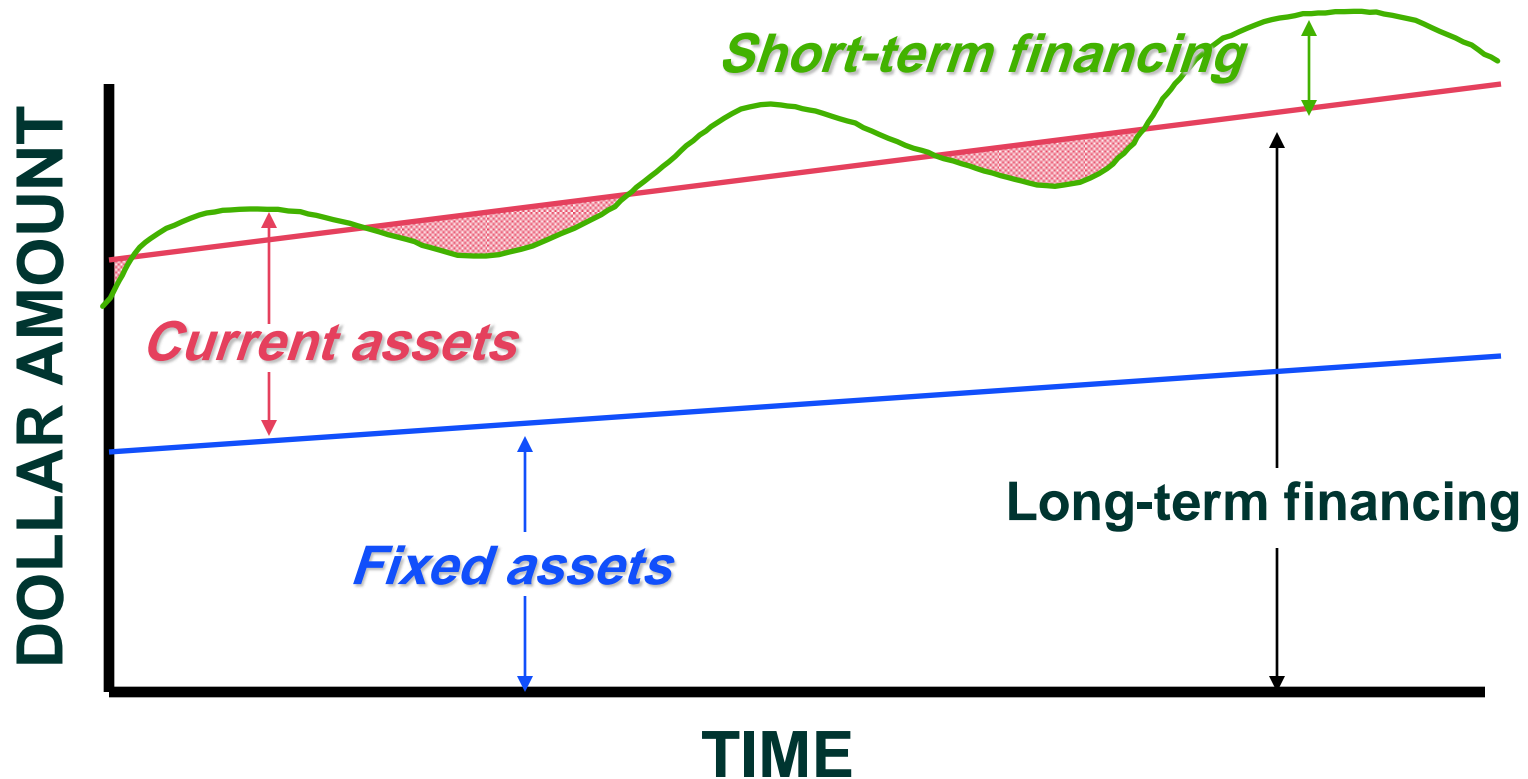 Short-term financing
DOLLAR AMOUNT
Current assets
Long-term financing
Fixed assets
TIME